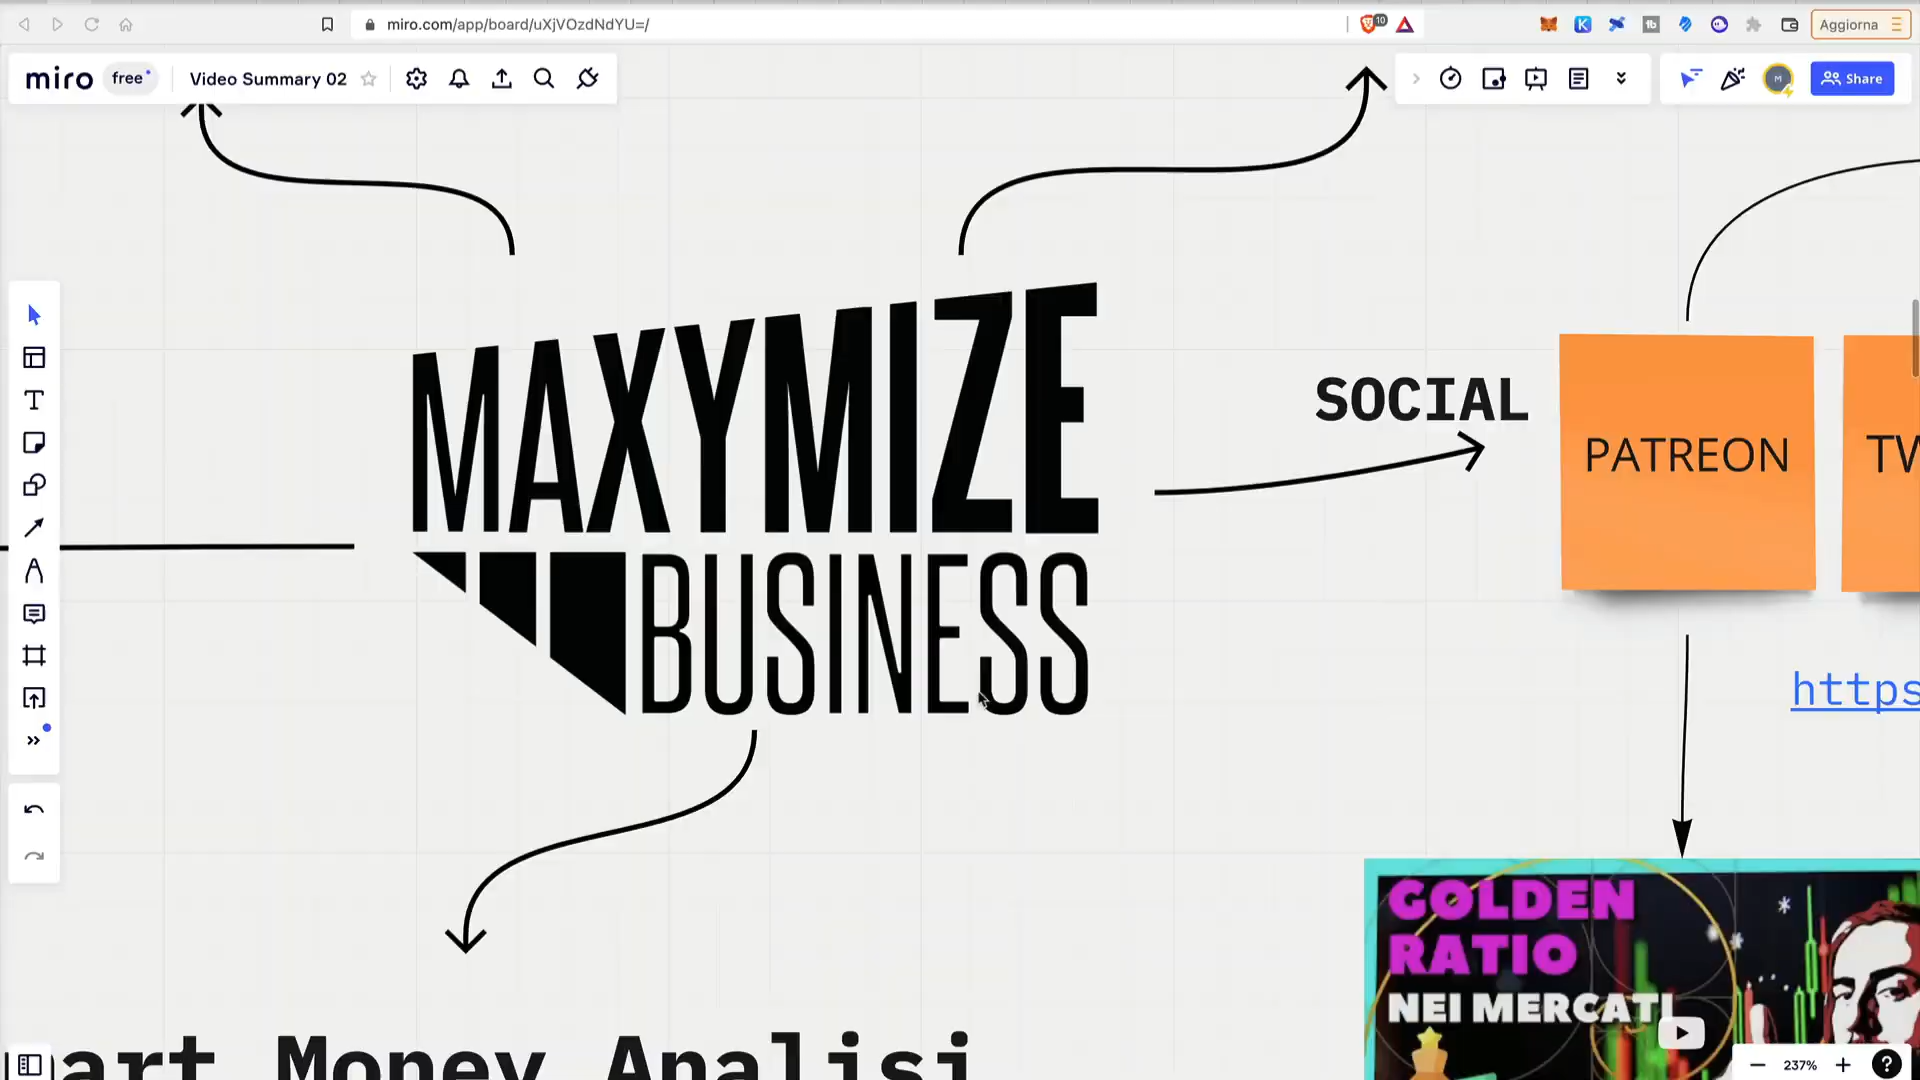 miro.com/app/board/uXjVOzdNdYU=/
10
Aggiorna
miro
free
Video Summary 02
M
Share
MAXYMIZE
BUSINESS
SOCIAL
PATREON
TW
https
GOLDEN
RATIO
NEI MERCATI
art Money Analisi
237%